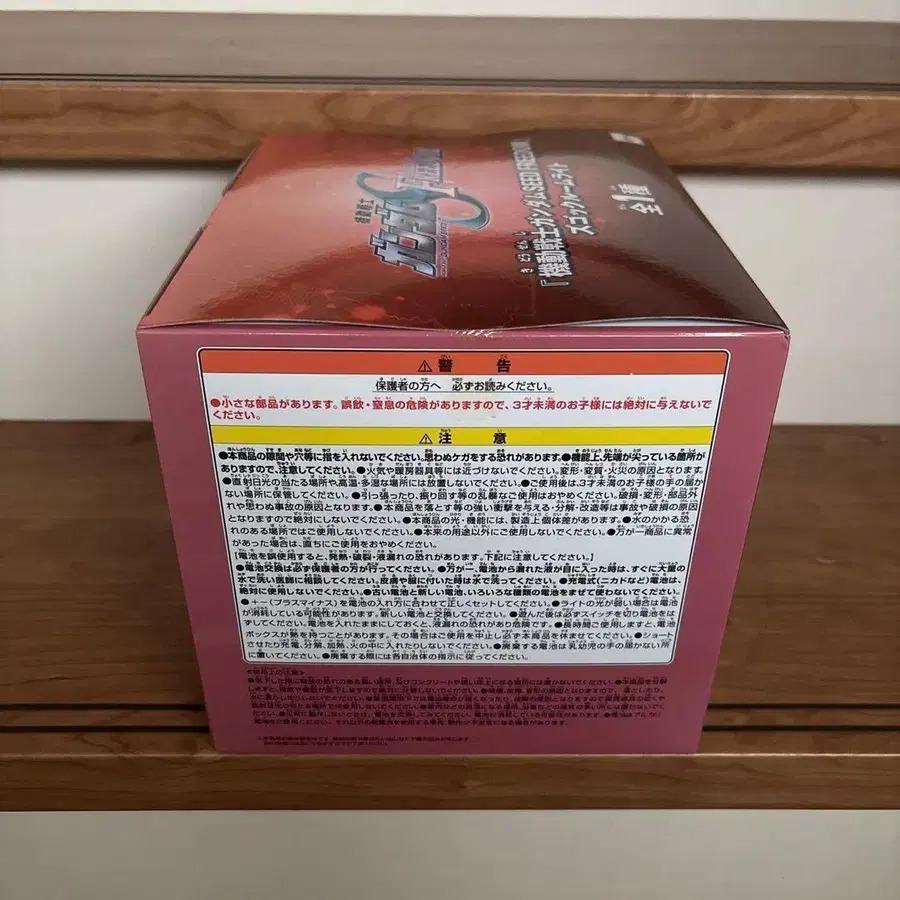 機動戦士
ガンダム
SEED FREEDOM
『機動戦士ガンダムSEED FREEDOM』
ズゴックルームライト
全1種
⚠警告
保護者の方へ 必ずお読みください。
●小さな部品があります。誤飲・窒息の危険がありますので、3才未満のお子様には絶対に与えないで
ください。
⚠注意
●本商品の隙間や穴等に指を入れないでください。思わぬケガをする恐れがあります。●機能上、先端が尖っている箇所が
ありますので、注意してください。●火気や暖房器具等には近づけないでください。変形・変質・火災の原因となります。
●直射日光の当たる場所や高温・多湿な場所には放置しないでください。●ご使用後は3才未満のお子様の手の届か
ない場所に保管してください。●引っ張ったり、振り回す等の乱暴なご使用はおやめください。破損・変形・部品外
れや思わぬ事故の原因となります。●本商品を落とす等の強い衝撃を与える・分解・改造等は事故や破損の原因
となりますので絶対にしないでください。●本商品の光・機能には、製造上個体差があります。●水のかかる恐
れのある場所ではご使用しないでください。●本来の用途以外にご使用しないでください。●万が一商品に異常
があった場合は、直ちにご使用をおやめください。
【電池を誤使用すると、発熱・破裂・液漏れの恐れがあります。下記に注意してください。】
●電池交換は必ず保護者の方が行ってください。●万が一、電池から漏れた液が目に入った時は、すぐに大量の
水で洗い医師に相談してください。皮膚や服に付いた時は水で洗ってください。●充電式(ニカドなど)電池は、
絶対に使用しないでください。●古い電池と新しい電池、いろいろな種類の電池をまぜて使わないでください。
●+−(プラスマイナス)を電池の入れ方に合わせて正しくセットしてください。●ライトの光が弱い場合は電池
が消耗している可能性があります。新しい電池と交換してください。●遊んだ後は必ずスイッチを切り電池をは
ずしてください。電池を入れたままにしておくと、液漏れの恐れがあり危険です。●長時間ご使用しますと、電池
ボックスが熱を持つことがあります。その場合はご使用を中止し必ず本商品を休ませてください。●ショート
させたり充電、分解、加熱、火の中に入れたりしないでください。●廃棄する電池は乳幼児の手の届かない所
に置いてください。●廃棄する際には各自治体の指示に従ってください。
<使用上の注意>